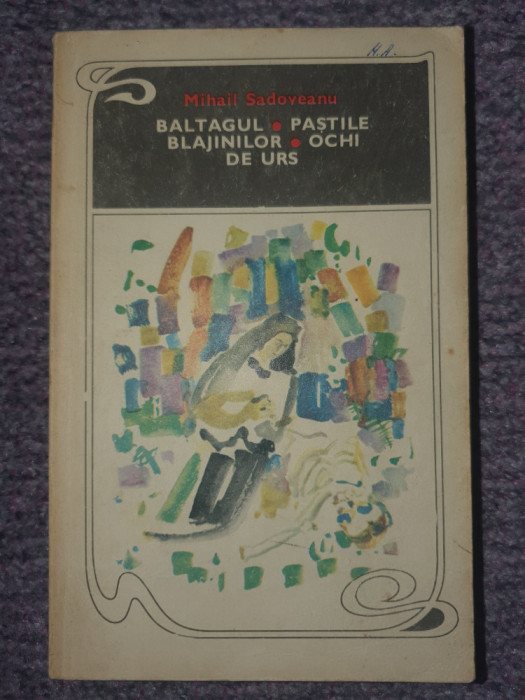 H.A.
Mihail Sadoveanu
BALTAGUL • PAȘTILE
BLAJINILOR • OCHI
DE URS